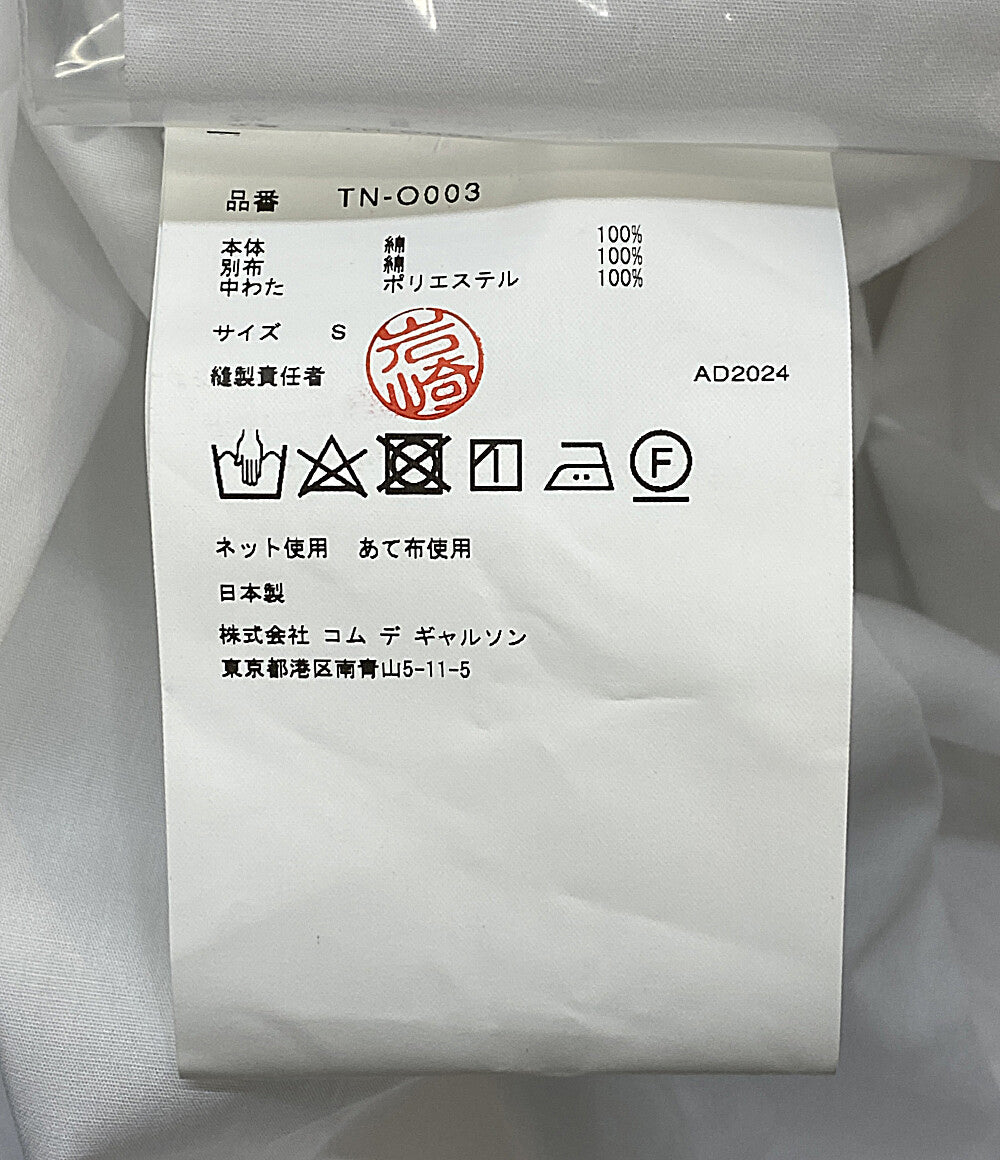 品番 TN-O003
本体 綿 100%
別布 綿 100%
中わた ポリエステル 100%
サイズ S
岩崎
縫製責任者 AD2024
F
ネット使用 あて布使用
日本製
株式会社 コム デ ギャルソン
東京都港区南青山5-11-5